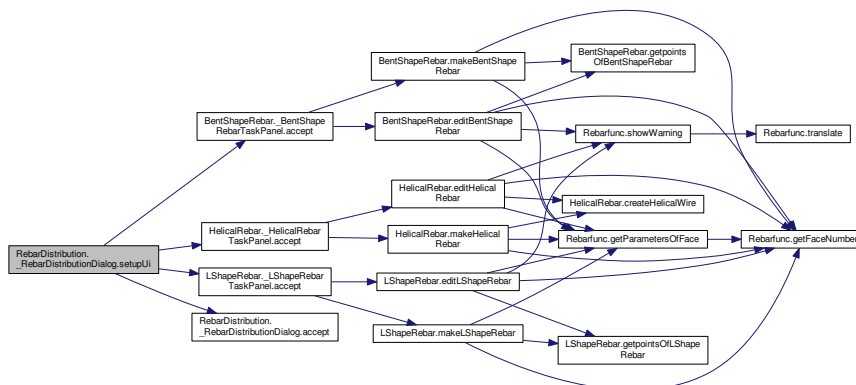 RebarDistribution.
_RebarDistributionDialog.setupUi
BentShapeRebar._BentShape
RebarTaskPanel.accept
HelicalRebar._HelicalRebar
TaskPanel.accept
LShapeRebar._LShapeRebar
TaskPanel.accept
RebarDistribution.
_RebarDistributionDialog.accept
BentShapeRebar.makeBentShape
Rebar
BentShapeRebar.editBentShape
Rebar
HelicalRebar.editHelical
Rebar
HelicalRebar.makeHelical
Rebar
LShapeRebar.editLShapeRebar
LShapeRebar.makeLShapeRebar
BentShapeRebar.getpoints
OfBentShapeRebar
Rebarfunc.showWarning
HelicalRebar.createHelicalWire
Rebarfunc.getParametersOfFace
LShapeRebar.getpointsOfLShape
Rebar
Rebarfunc.translate
Rebarfunc.getFaceNumber